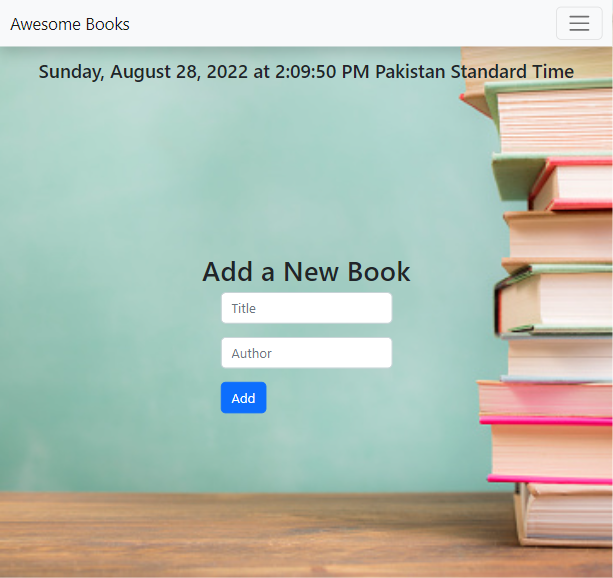 Awesome Books
Sunday, August 28, 2022 at 2:09:50 PM Pakistan Standard Time
Add a New Book
Title
Author
Add